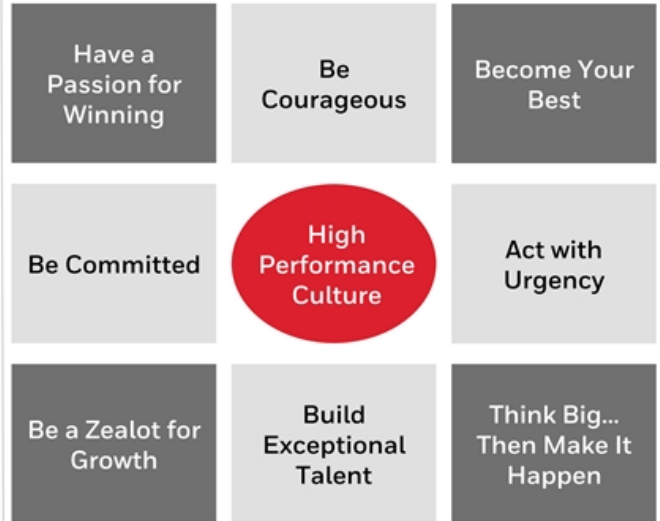 Have a
Passion for
Winning
Be
Courageous
Become Your
Best
Be Committed
High
Performance
Culture
Act with
Urgency
Be a Zealot for
Growth
Build
Exceptional
Talent
Think Big...
Then Make It
Happen